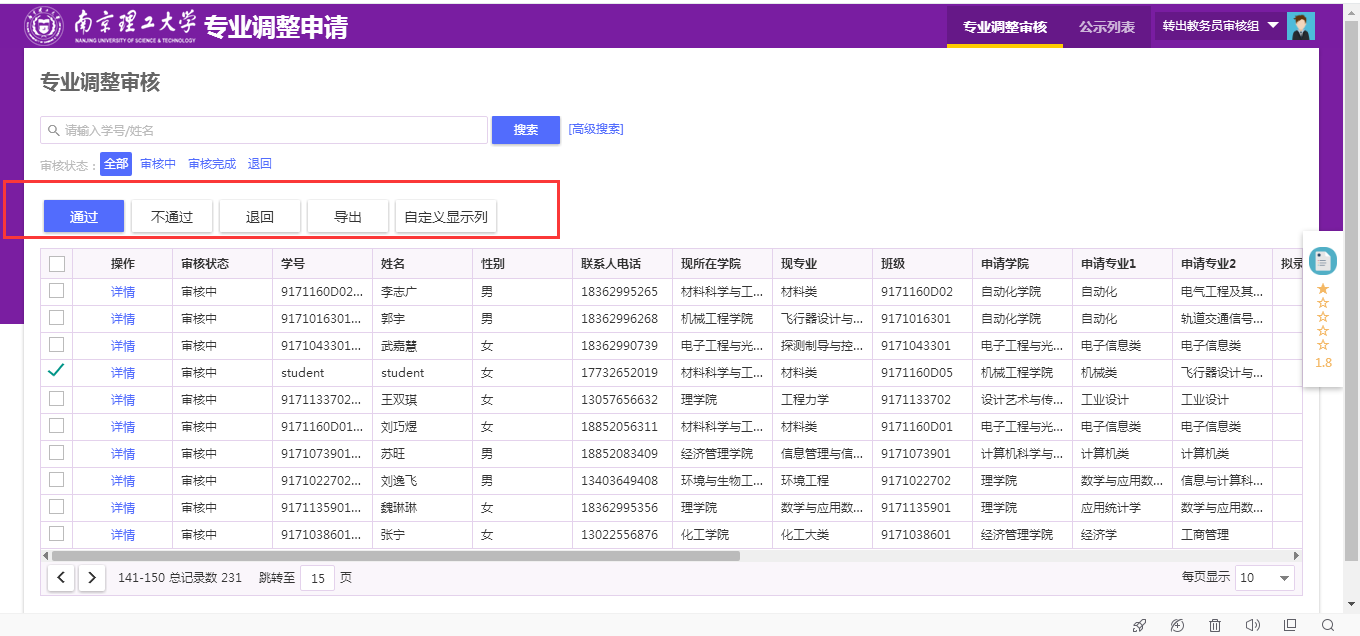 南京理工大学 专业调整申请 专业调整审核 公示列表 转出教务员审核组
NANJING UNIVERSITY OF SCIENCE & TECHNOLOGY
专业调整审核
请输入学号/姓名 搜索 [高级搜索]
审核状态： 全部 审核中 审核完成 退回
通过 不通过 退回 导出 自定义显示列
操作 审核状态 学号 姓名 性别 联系人电话 现所在学院 现专业 班级 申请学院 申请专业1 申请专业2 拟录
详情 审核中 9171160D02... 李志广 男 18362995265 材料科学与工... 材料类 9171160D02 自动化学院 自动化 电气工程及其...
详情 审核中 9171016301... 郭宇 男 18362996268 机械工程学院 飞行器设计与... 9171016301 自动化学院 自动化 轨道交通信号...
详情 审核中 9171043301... 武嘉慧 女 18362990739 电子工程与光... 探测制导与控... 9171043301 电子工程与光... 电子信息类 电子信息类
详情 审核中 student student 女 17732652019 材料科学与工... 材料类 9171160D05 机械工程学院 机械类 飞行器设计与...
详情 审核中 9171133702... 王双琪 女 13057656632 理学院 工程力学 9171133702 设计艺术与传... 工业设计 工业设计
详情 审核中 9171160D01... 刘巧煜 女 18852056311 材料科学与工... 材料类 9171160D01 电子工程与光... 电子信息类 电子信息类
详情 审核中 9171073901... 苏旺 男 18852083409 经济管理学院 信息管理与信... 9171073901 计算机科学与... 计算机类 计算机类
详情 审核中 9171022702... 刘逸飞 男 13403649408 环境与生物工... 环境工程 9171022702 理学院 数学与应用数... 信息与计算科...
详情 审核中 9171135901... 魏琳琳 女 18362995356 理学院 数学与应用数... 9171135901 理学院 应用统计学 数学与应用数...
详情 审核中 9171038601... 张宁 女 13022556876 化工学院 化工大类 9171038601 经济管理学院 经济学 工商管理
1.8
141-150 总记录数 231 跳转至 15 页 每页显示 10